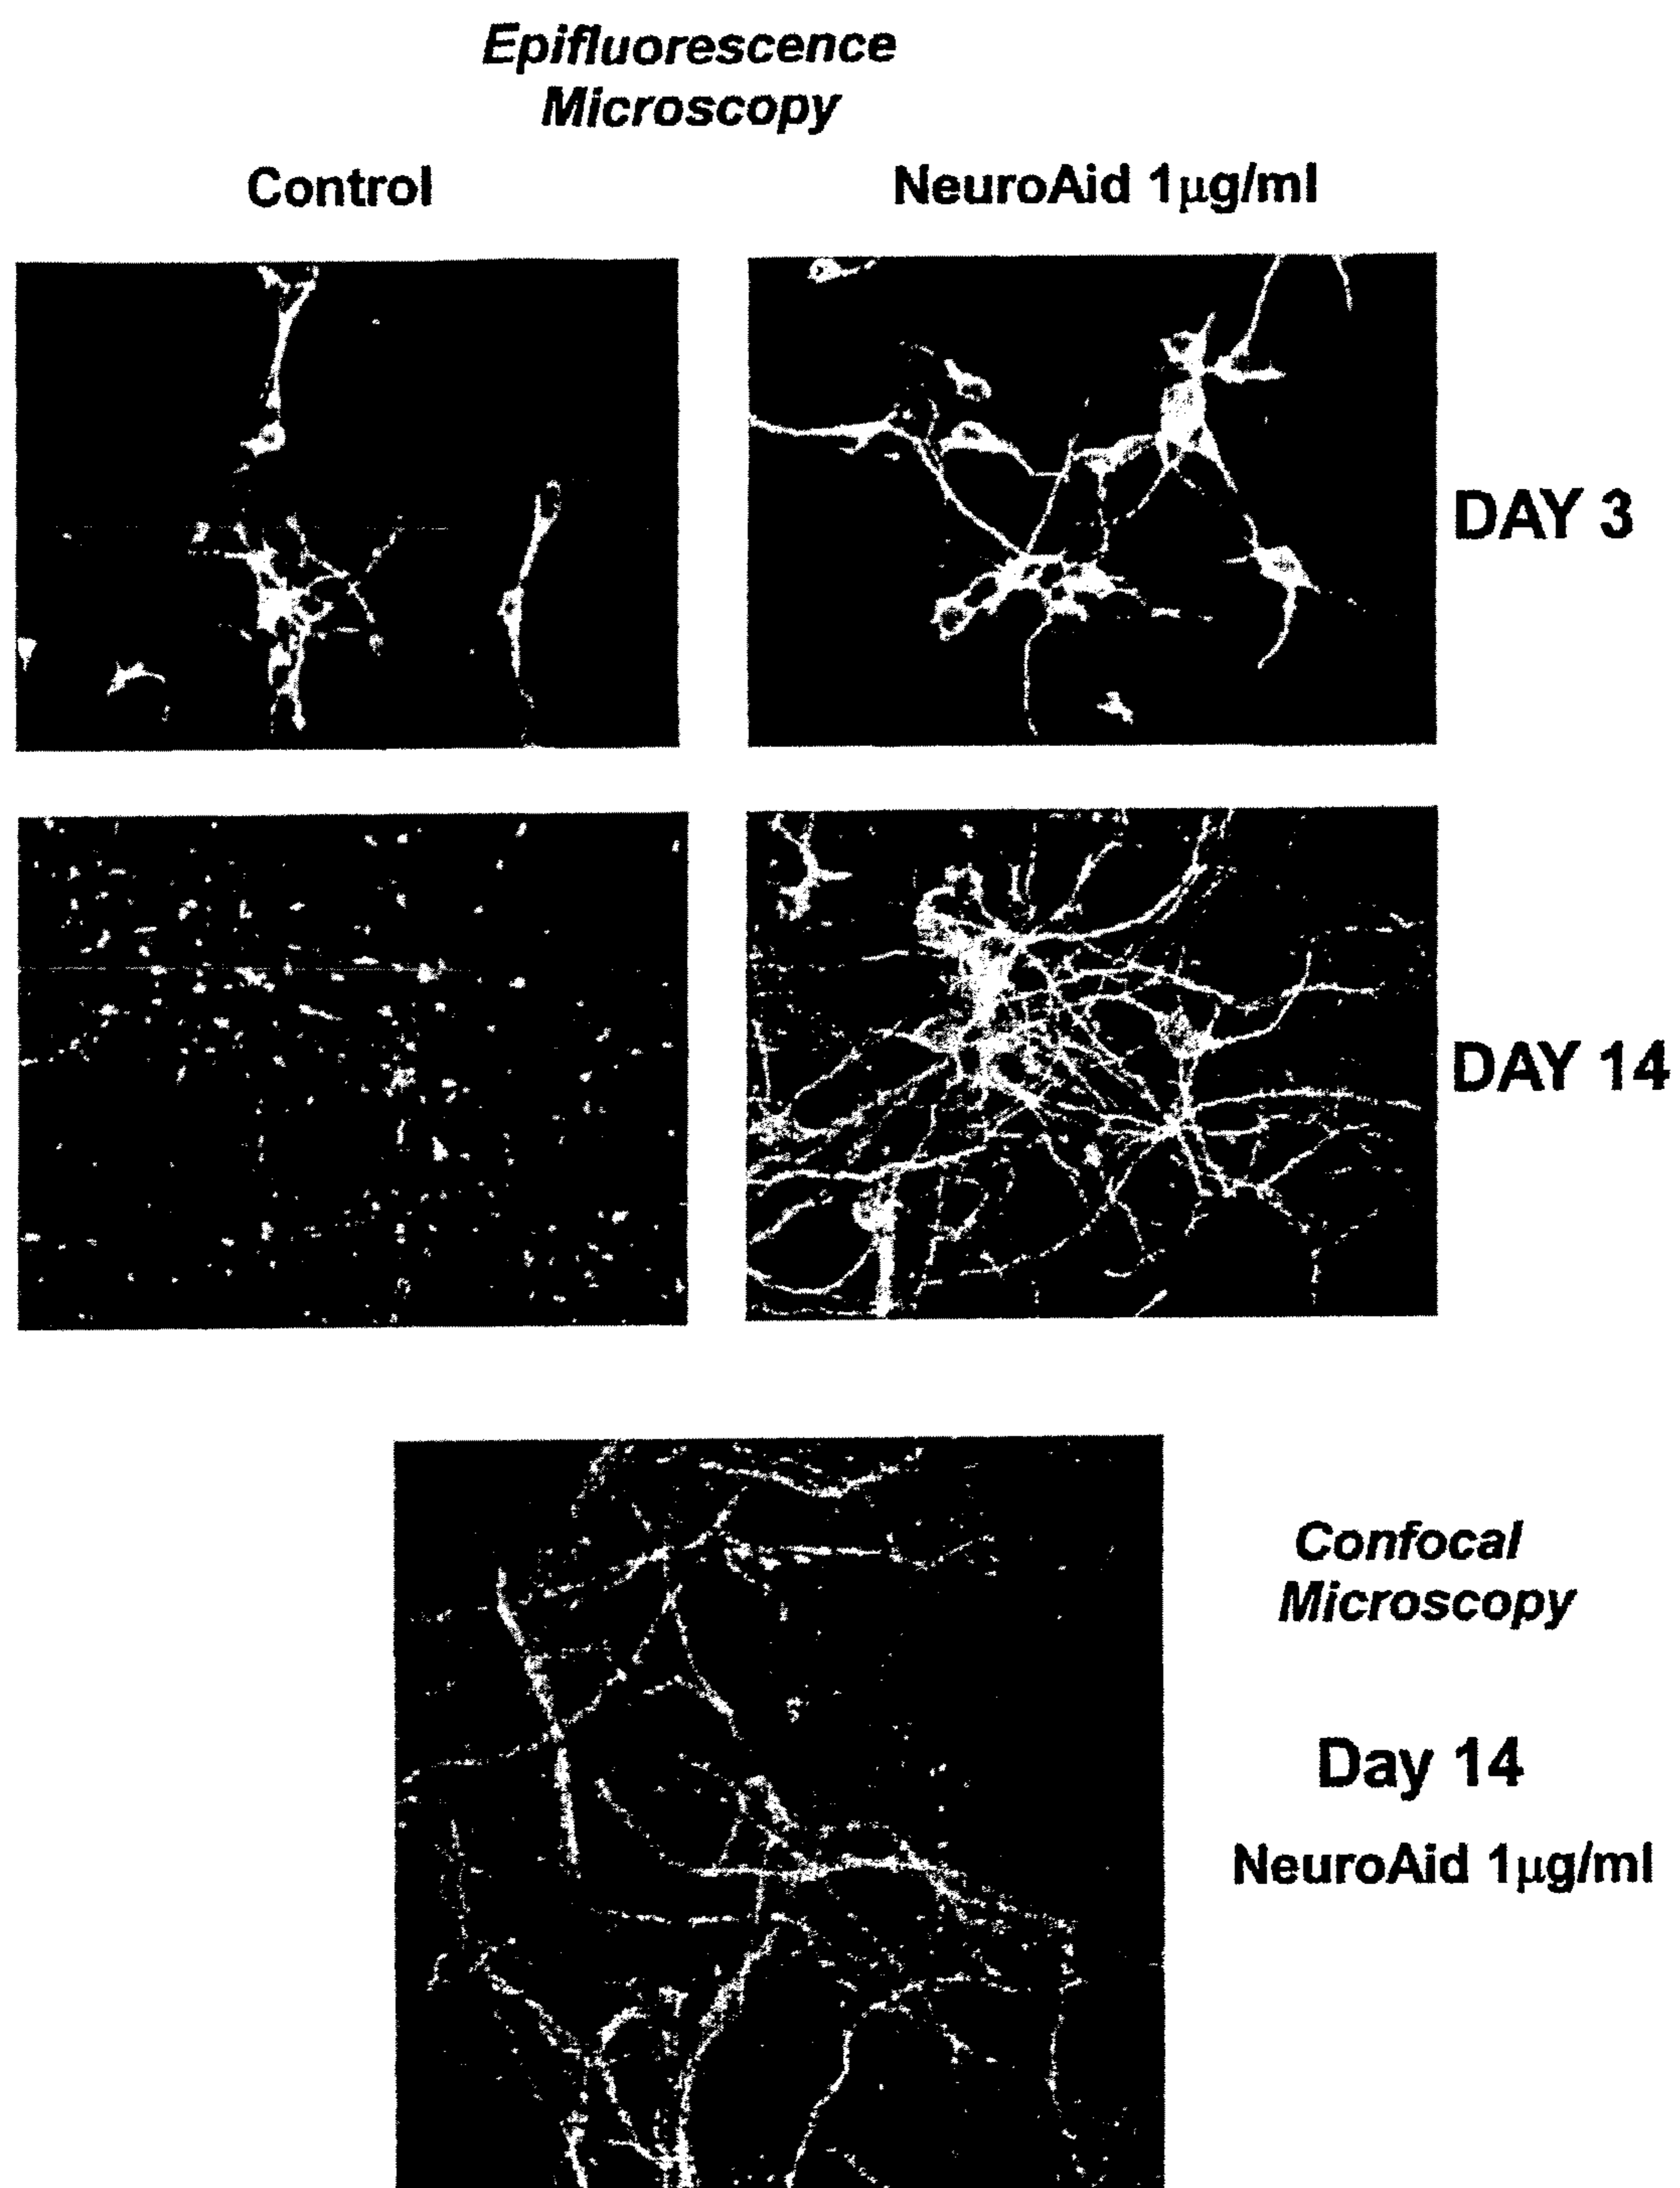 Epifluorescence
Microscopy
Control
NeuroAid 1μg/ml
DAY 3
DAY 14
Confocal
Microscopy
Day 14
NeuroAid 1μg/ml